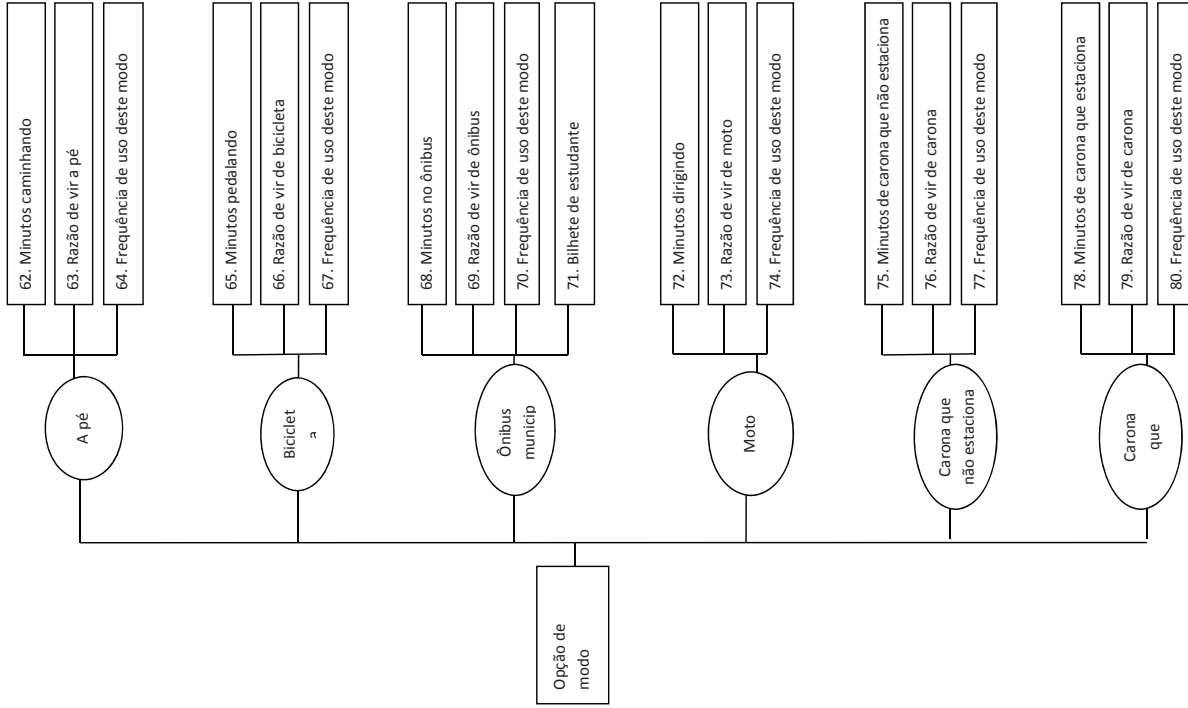 62. Minutos caminhando
63. Razão de vir a pé
64. Frequência de uso deste modo
A pé
65. Minutos pedalando
66. Razão de vir de bicicleta
67. Frequência de uso deste modo
Biciclet
a
68. Minutos no ônibus
69. Razão de vir de ônibus
70. Frequência de uso deste modo
71. Bilhete de estudante
Ônibus
municip
72. Minutos dirigindo
73. Razão de vir de moto
74. Frequência de uso deste modo
Moto
75. Minutos de carona que não estaciona
76. Razão de vir de carona
77. Frequência de uso deste modo
Carona que
não estaciona
78. Minutos de carona que estaciona
79. Razão de vir de carona
80. Frequência de uso deste modo
Carona
que
Opção de
modo